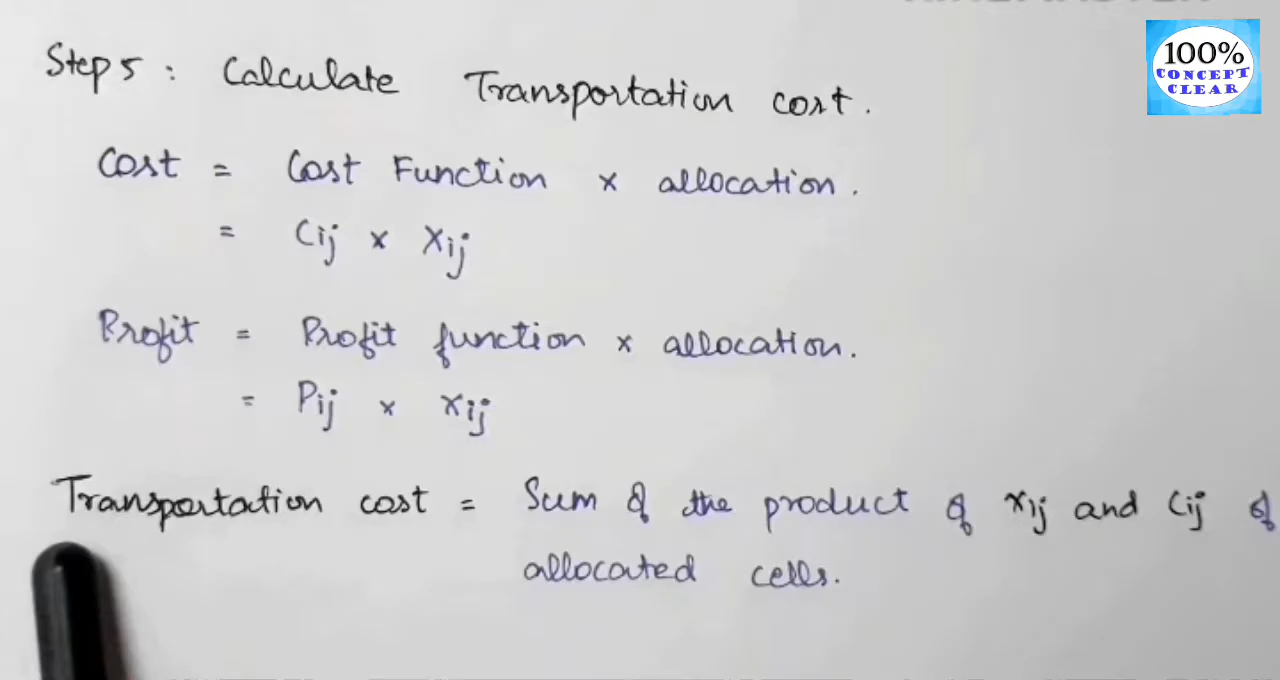 100%
CONCEPT
CLEAR
Step 5 : Calculate Transportation cost.
Cost = Cost Function x allocation.
= Cij x Xij
Profit = Profit function x allocation.
= Pij x xij
Transportation cost = Sum of the product of xij and Cij of
allocated cells.